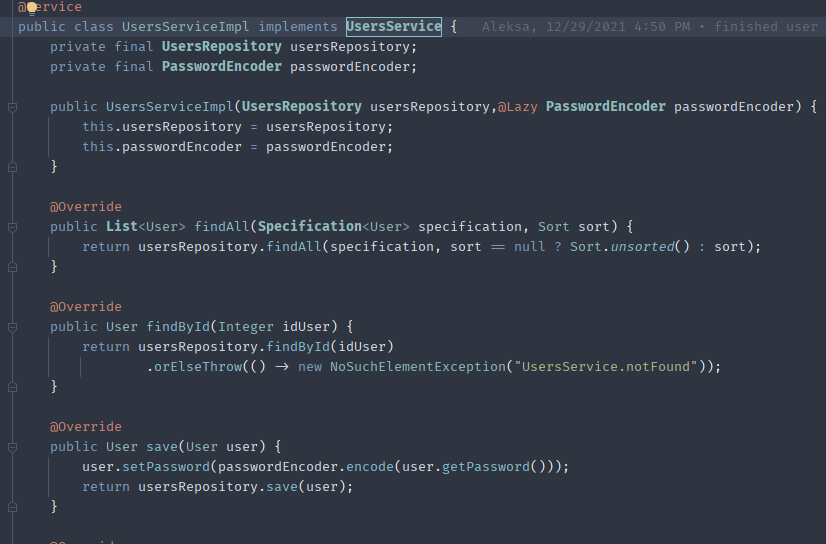 @Service
public class UsersServiceImpl implements UsersService { Aleksa, 12/29/2021 4:50 PM • finished user
private final UsersRepository usersRepository;
private final PasswordEncoder passwordEncoder;
public UsersServiceImpl(UsersRepository usersRepository,@Lazy PasswordEncoder passwordEncoder) {
this.usersRepository = usersRepository;
this.passwordEncoder = passwordEncoder;
}
@Override
public List<User> findAll(Specification<User> specification, Sort sort) {
return usersRepository.findAll(specification, sort == null ? Sort.unsorted() : sort);
}
@Override
public User findById(Integer idUser) {
return usersRepository.findById(idUser)
.orElseThrow(() -> new NoSuchElementException("UsersService.notFound"));
}
@Override
public User save(User user) {
user.setPassword(passwordEncoder.encode(user.getPassword()));
return usersRepository.save(user);
}
@Override